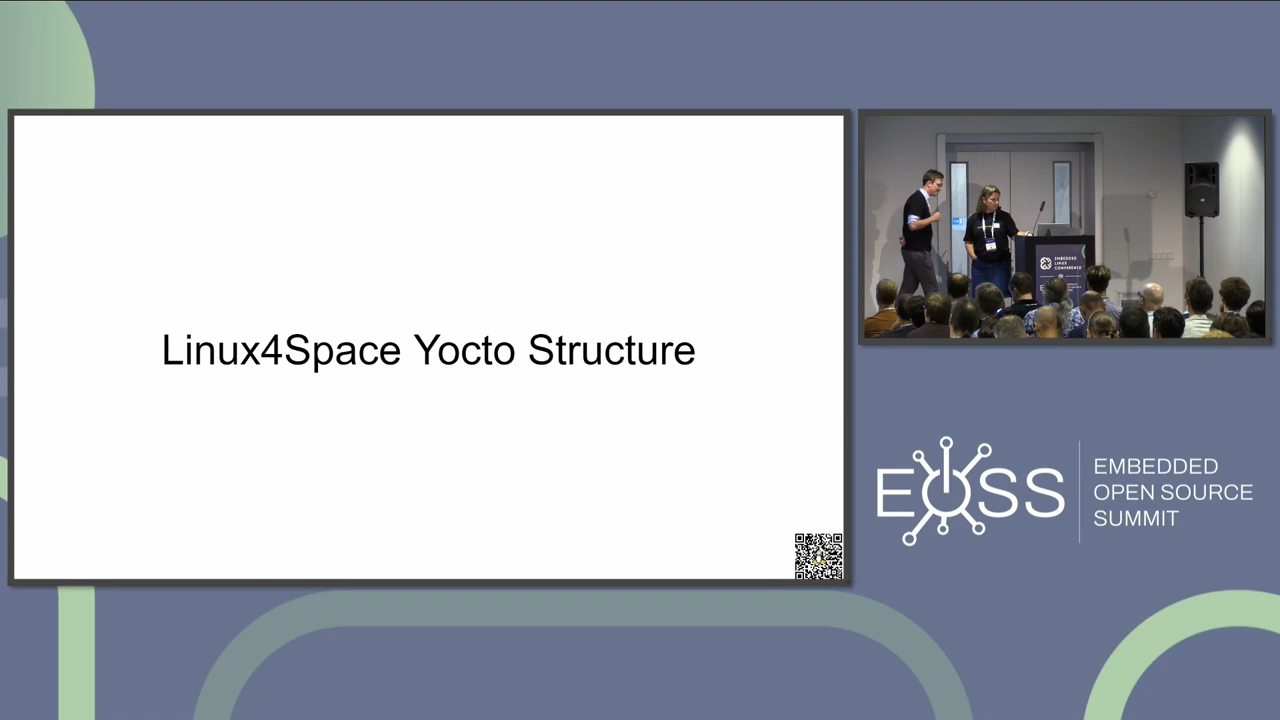 Linux4Space Yocto Structure
EMBEDDED
LINUX
CONFERENCE
EOSS
EMBEDDED
OPEN SOURCE
SUMMIT